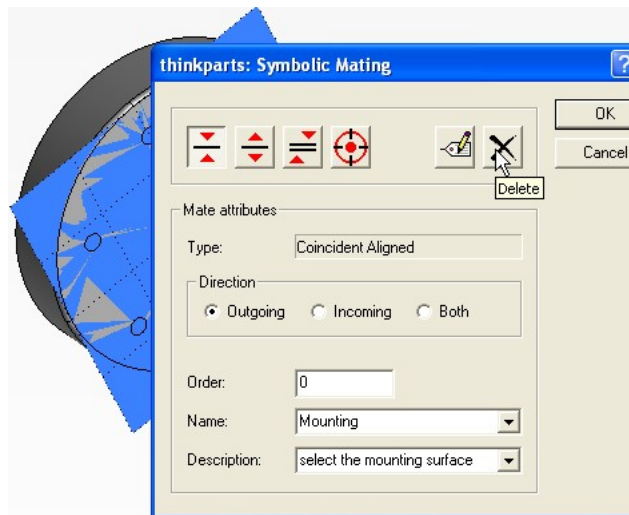 thinkparts: Symbolic Mating
?
OK
Cancel
Delete
Mate attributes
Type: Coincident Aligned
Direction
Outgoing Incoming Both
Order: 0
Name: Mounting
Description: select the mounting surface